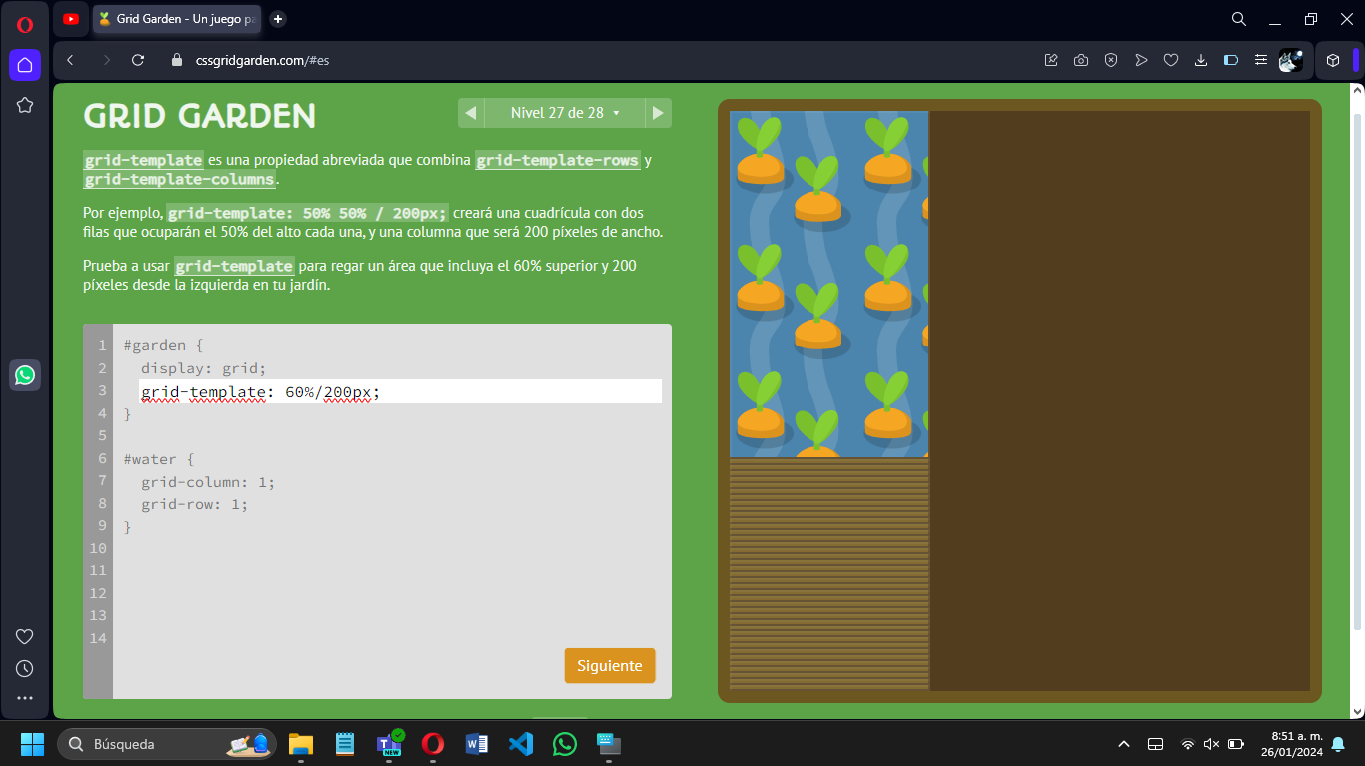 Grid Garden - Un juego pa
cssgridgarden.com/#es
GRID GARDEN
Nivel 27 de 28
grid-template es una propiedad abreviada que combina grid-template-rows y
grid-template-columns.
Por ejemplo, grid-template: 50% 50% / 200px; creará una cuadrícula con dos
filas que ocuparán el 50% del alto cada una, y una columna que será 200 píxeles de ancho.
Prueba a usar grid-template para regar un área que incluya el 60% superior y 200
píxeles desde la izquierda en tu jardín.
1 #garden {
2 display: grid;
3 grid-template: 60%/200px;
4 }
5
6 #water {
7 grid-column: 1;
8 grid-row: 1;
9 }
10
11
12
13
14
Siguiente
Búsqueda
NEW
8:51 a. m.
26/01/2024